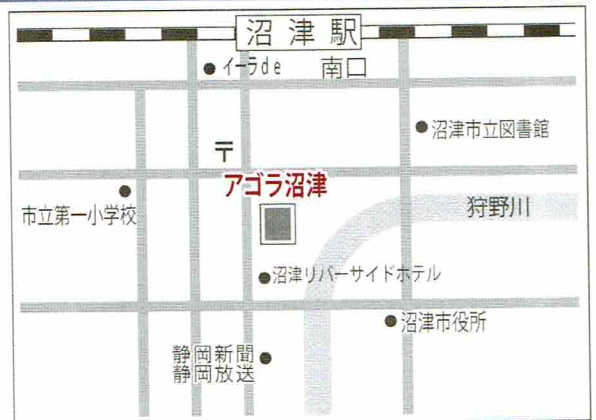 沼津駅
イーラde 南口
沼津市立図書館
〒
アゴラ沼津
市立第一小学校
狩野川
沼津リバーサイドホテル
沼津市役所
静岡新聞
静岡放送